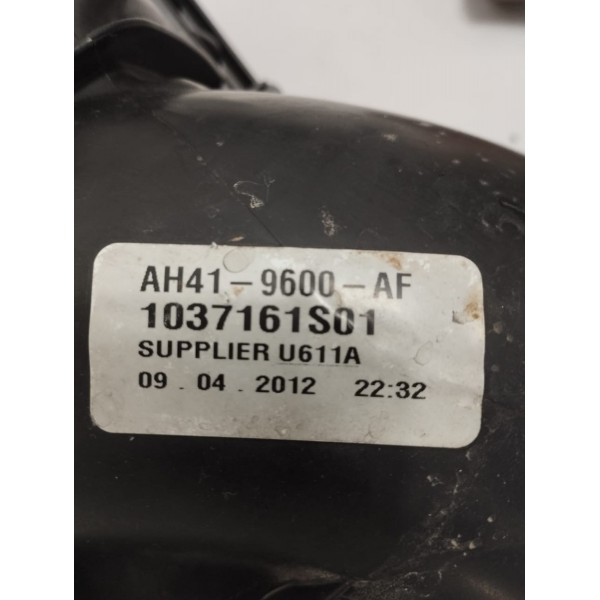 AH41-9600-AF
1037161S01
SUPPLIER U611A
09.04.2012 22:32